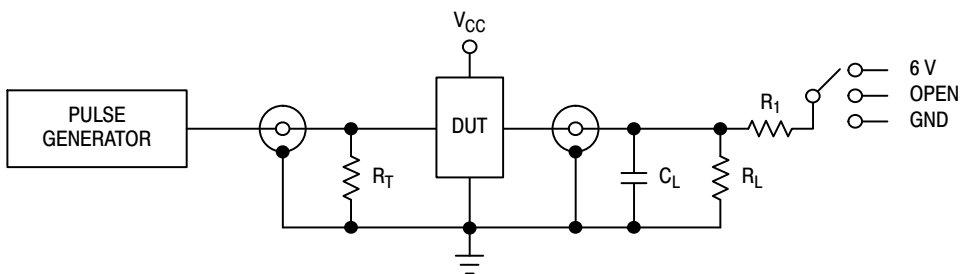 VCC
6 V
OPEN
GND
PULSE
GENERATOR
DUT
R1
RT
CL
RL